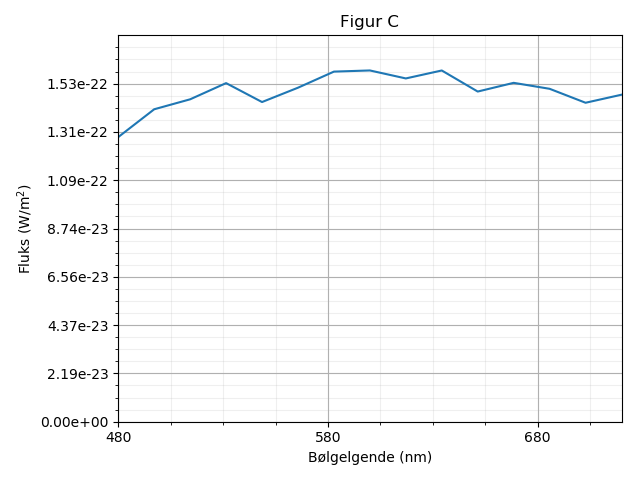 Figur C
Fluks (W/m²)
1.53e-22
1.31e-22
1.09e-22
8.74e-23
6.56e-23
4.37e-23
2.19e-23
0.00e+00
480 580 680
Bølgelgende (nm)